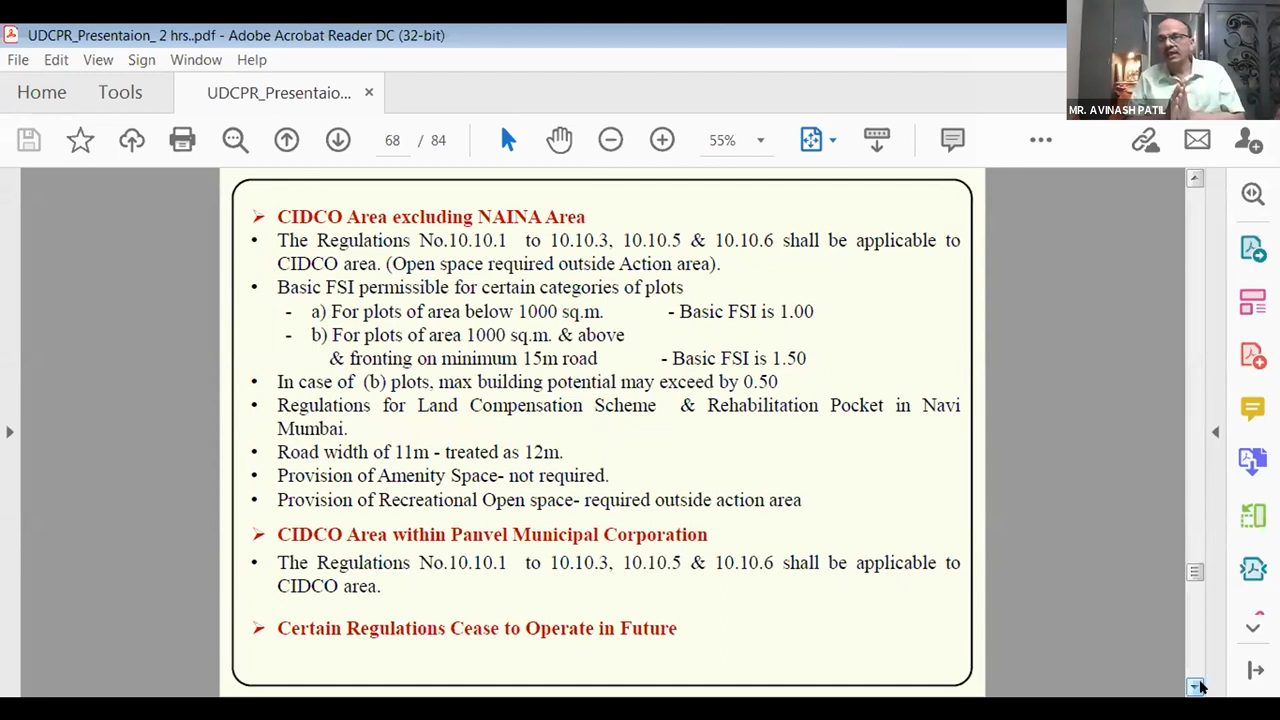 UDCPR_Presentaion_ 2 hrs..pdf - Adobe Acrobat Reader DC (32-bit)
File Edit View Sign Window Help
Home Tools UDCPR_Presentaio... ×
68 / 84 55%
MR. AVINASH PATIL
➢ CIDCO Area excluding NAINA Area
• The Regulations No.10.10.1 to 10.10.3, 10.10.5 & 10.10.6 shall be applicable to
CIDCO area. (Open space required outside Action area).
• Basic FSI permissible for certain categories of plots
- a) For plots of area below 1000 sq.m. - Basic FSI is 1.00
- b) For plots of area 1000 sq.m. & above
& fronting on minimum 15m road - Basic FSI is 1.50
• In case of (b) plots, max building potential may exceed by 0.50
• Regulations for Land Compensation Scheme & Rehabilitation Pocket in Navi
Mumbai.
• Road width of 11m - treated as 12m.
• Provision of Amenity Space- not required.
• Provision of Recreational Open space- required outside action area
➢ CIDCO Area within Panvel Municipal Corporation
• The Regulations No.10.10.1 to 10.10.3, 10.10.5 & 10.10.6 shall be applicable to
CIDCO area.
➢ Certain Regulations Cease to Operate in Future